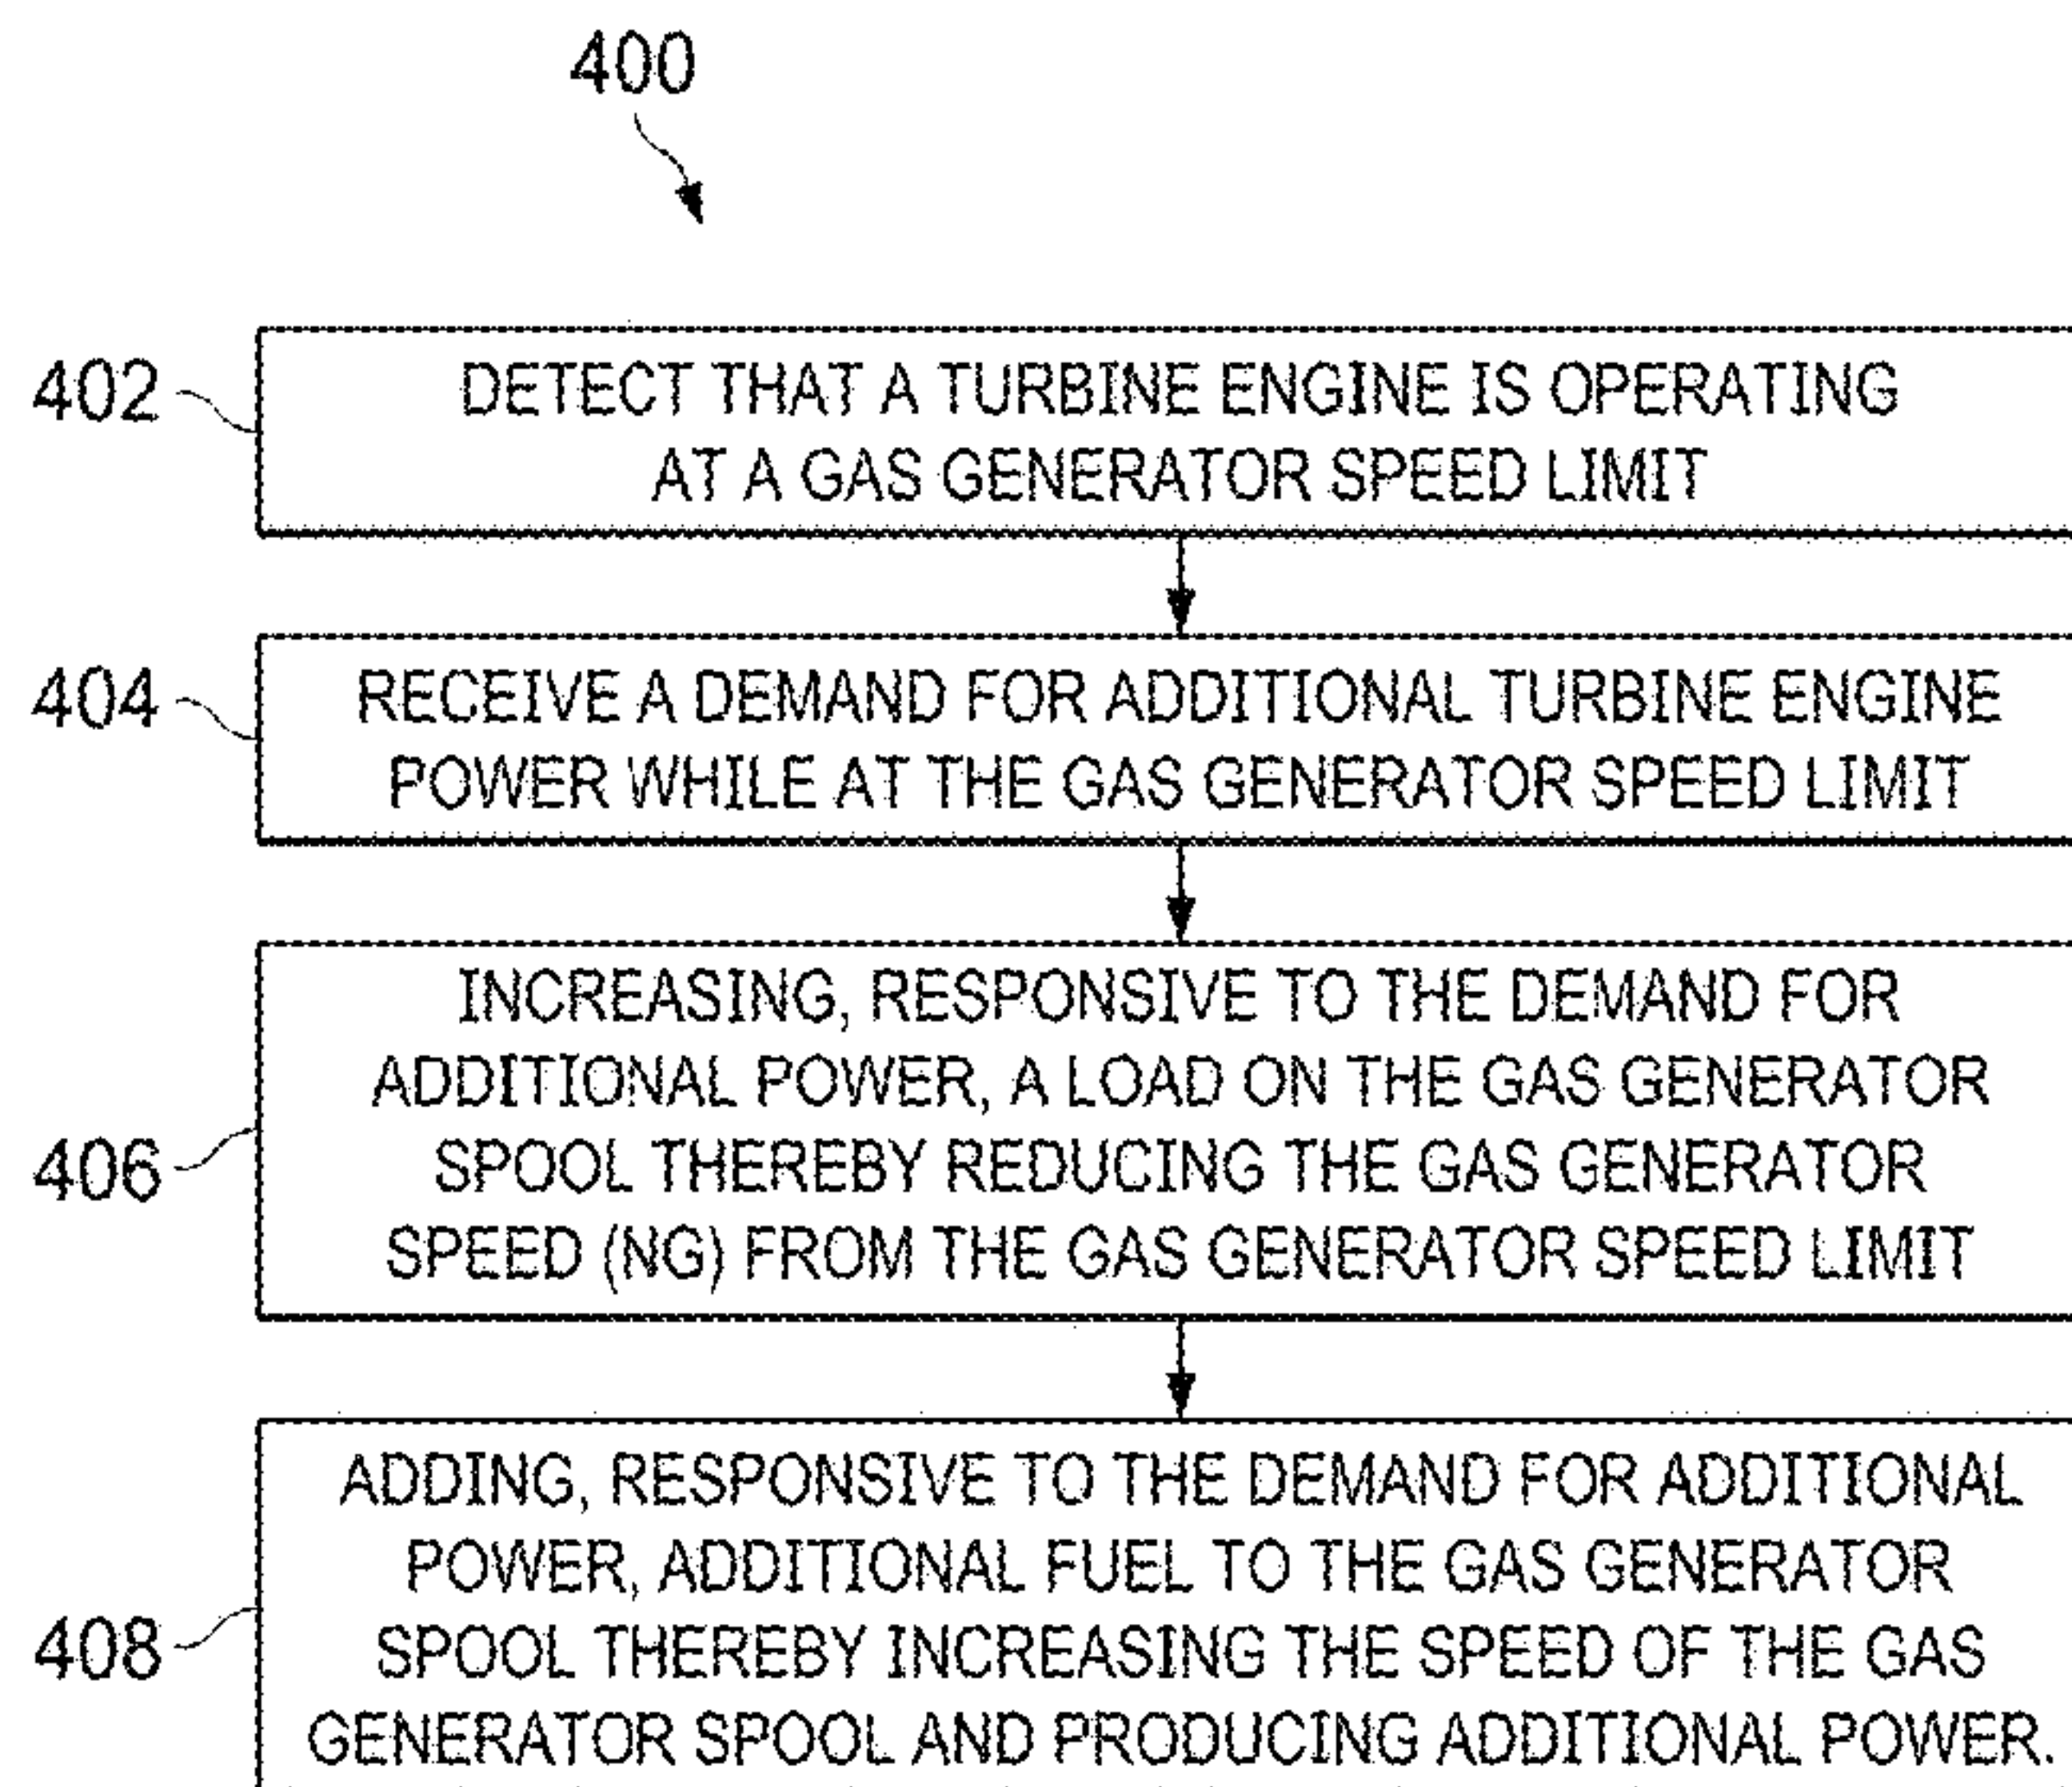 400
402
DETECT THAT A TURBINE ENGINE IS OPERATING
AT A GAS GENERATOR SPEED LIMIT
404
RECEIVE A DEMAND FOR ADDITIONAL TURBINE ENGINE
POWER WHILE AT THE GAS GENERATOR SPEED LIMIT
406
INCREASING, RESPONSIVE TO THE DEMAND FOR
ADDITIONAL POWER, A LOAD ON THE GAS GENERATOR
SPOOL THEREBY REDUCING THE GAS GENERATOR
SPEED (NG) FROM THE GAS GENERATOR SPEED LIMIT
408
ADDING, RESPONSIVE TO THE DEMAND FOR ADDITIONAL
POWER, ADDITIONAL FUEL TO THE GAS GENERATOR
SPOOL THEREBY INCREASING THE SPEED OF THE GAS
GENERATOR SPOOL AND PRODUCING ADDITIONAL POWER.